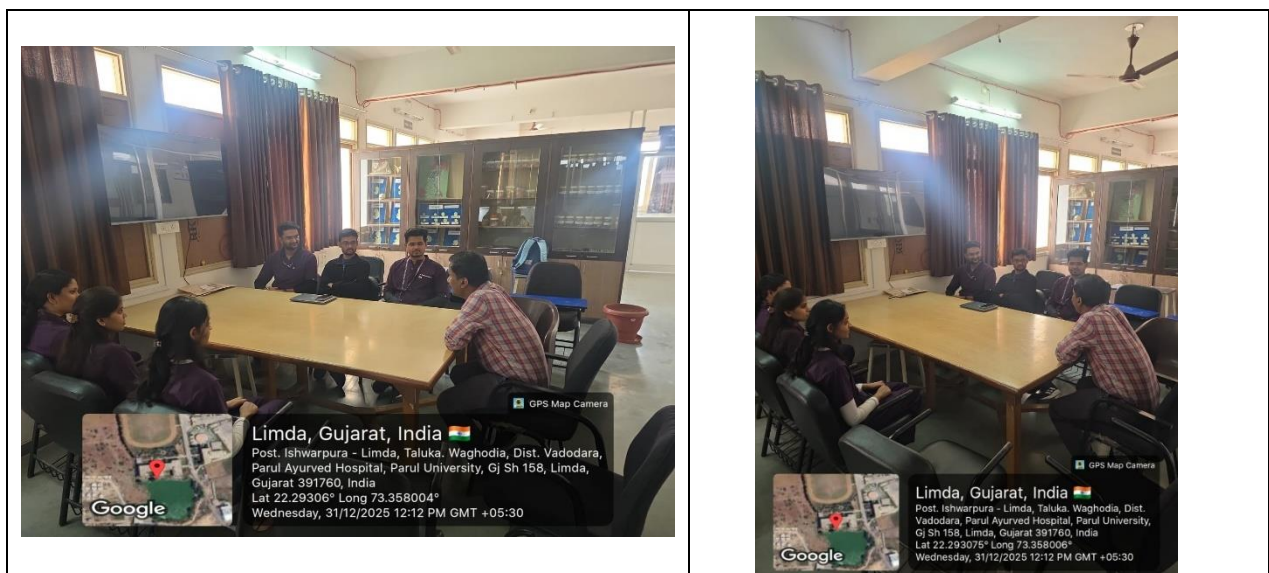 GPS Map Camera
Limda, Gujarat, India
Post. Ishwarpura - Limda, Taluka. Waghodia, Dist. Vadodara,
Parul Ayurved Hospital, Parul University, Gj Sh 158, Limda,
Gujarat 391760, India
Lat 22.29306° Long 73.358004°
Wednesday, 31/12/2025 12:12 PM GMT +05:30
Google
GPS Map Camera
Limda, Gujarat, India
Post. Ishwarpura - Limda, Taluka. Waghodia, Dist.
Vadodara, Parul Ayurved Hospital, Parul University,
Gj Sh 158, Limda, Gujarat 391760, India
Lat 22.293075° Long 73.358006°
Wednesday, 31/12/2025 12:12 PM GMT +05:30
Google